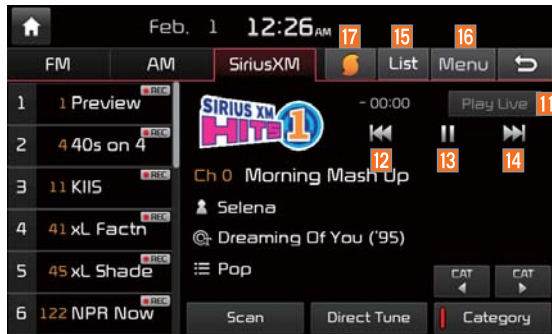 Feb. 1 12:26 AM
17 15 16
FM AM SiriusXM List Menu
1 1 Preview REC
2 4 40s on 4 REC
3 11 KIIS REC
4 41 xL Factn REC
5 45 xL Shade REC
6 122 NPR Now REC
SIRIUS XM
HITS 1
- 00:00 Play Live 11
12 13 14
Ch 0 Morning Mash Up
Selena
Dreaming Of You ('95)
Pop
CAT CAT
Scan Direct Tune Category